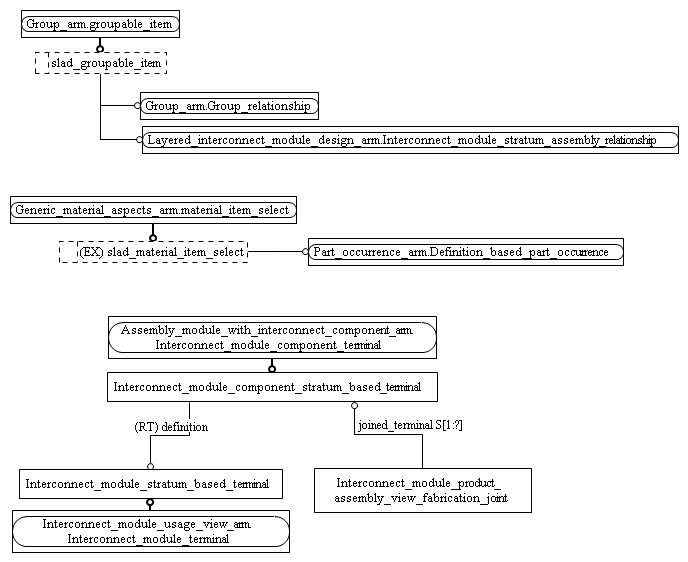 Group_arm.groupable_item
slad_groupable_item
Group_arm.Group_relationship
Layered_interconnect_module_design_arm.Interconnect_module_stratum_assembly_relationship
Generic_material_aspects_arm.material_item_select
(EX) slad_material_item_select
Part_occurrence_arm.Definition_based_part_occurrence
Assembly_module_with_interconnect_component_arm.
Interconnect_module_component_terminal
Interconnect_module_component_stratum_based_terminal
(RT) definition
joined_terminal S[1:?]
Interconnect_module_stratum_based_terminal
Interconnect_module_product_
assembly_view_fabrication_joint
Interconnect_module_usage_view_arm.
Interconnect_module_terminal